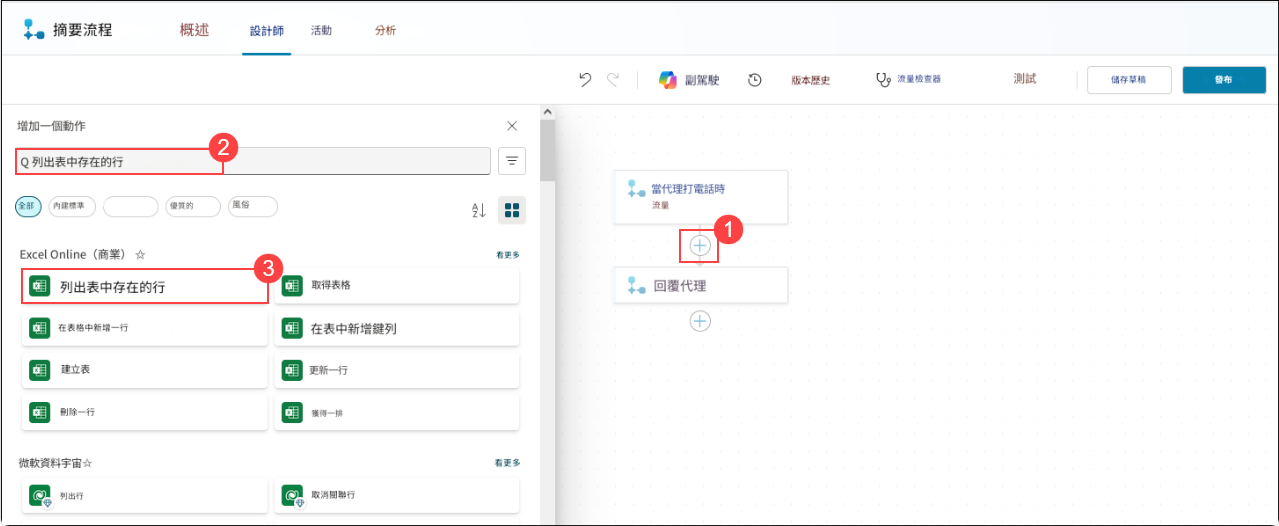 摘要流程 概述 設計師 活動 分析
副駕駛 版本歷史 流量檢查器 測試 儲存草稿 發布
增加一個動作
2
Q 列出表中存在的行
全部 內建標準 優質的 風俗
A Z
Excel Online（商業）☆ 看更多
3
列出表中存在的行 取得表格
在表格中新增一行 在表中新增鍵列
建立表 更新一行
刪除一行 獲得一排
微軟資料宇宙☆ 看更多
列出行 取消關聯行
當代理打電話時
流量
1
回覆代理